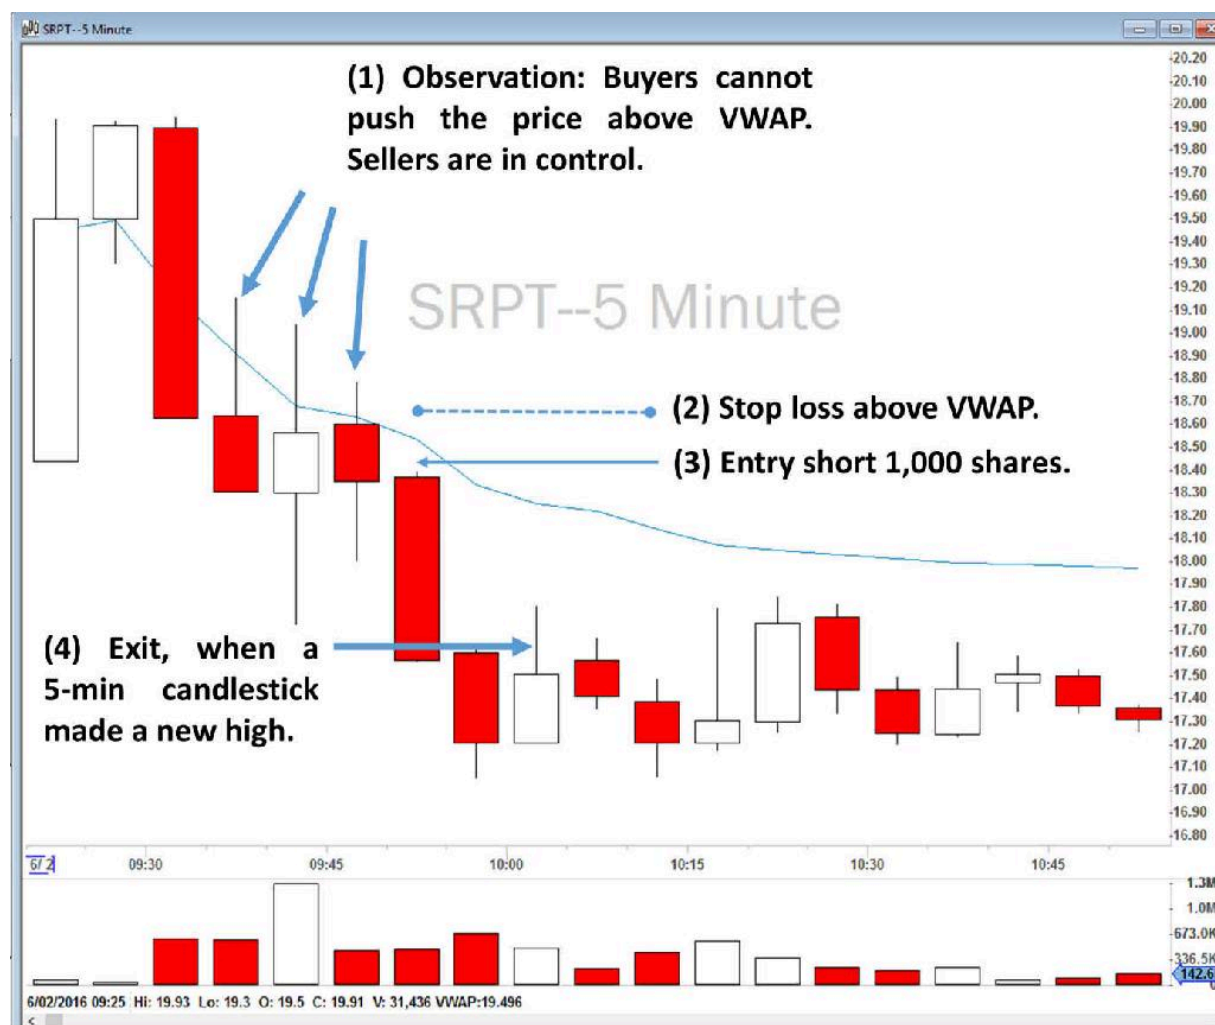 SRPT--5 Minute
(1) Observation: Buyers cannot
push the price above VWAP.
Sellers are in control.
SRPT--5 Minute
(2) Stop loss above VWAP.
(3) Entry short 1,000 shares.
(4) Exit, when a
5-min candlestick
made a new high.
20.20
20.10
20.00
19.90
19.80
19.70
19.60
19.50
19.40
19.30
19.20
19.10
19.00
18.90
18.80
18.70
18.60
18.50
18.40
18.30
18.20
18.10
18.00
17.90
17.80
17.70
17.60
17.50
17.40
17.30
17.20
17.10
17.00
16.90
16.80
6/ 2 09:30 09:45 10:00 10:15 10:30 10:45
1.3M
1.0M
673.0K
336.5K
142.6
6/02/2016 09:25 Hi: 19.93 Lo: 19.3 O: 19.5 C: 19.91 V: 31,436 VWAP:19.496